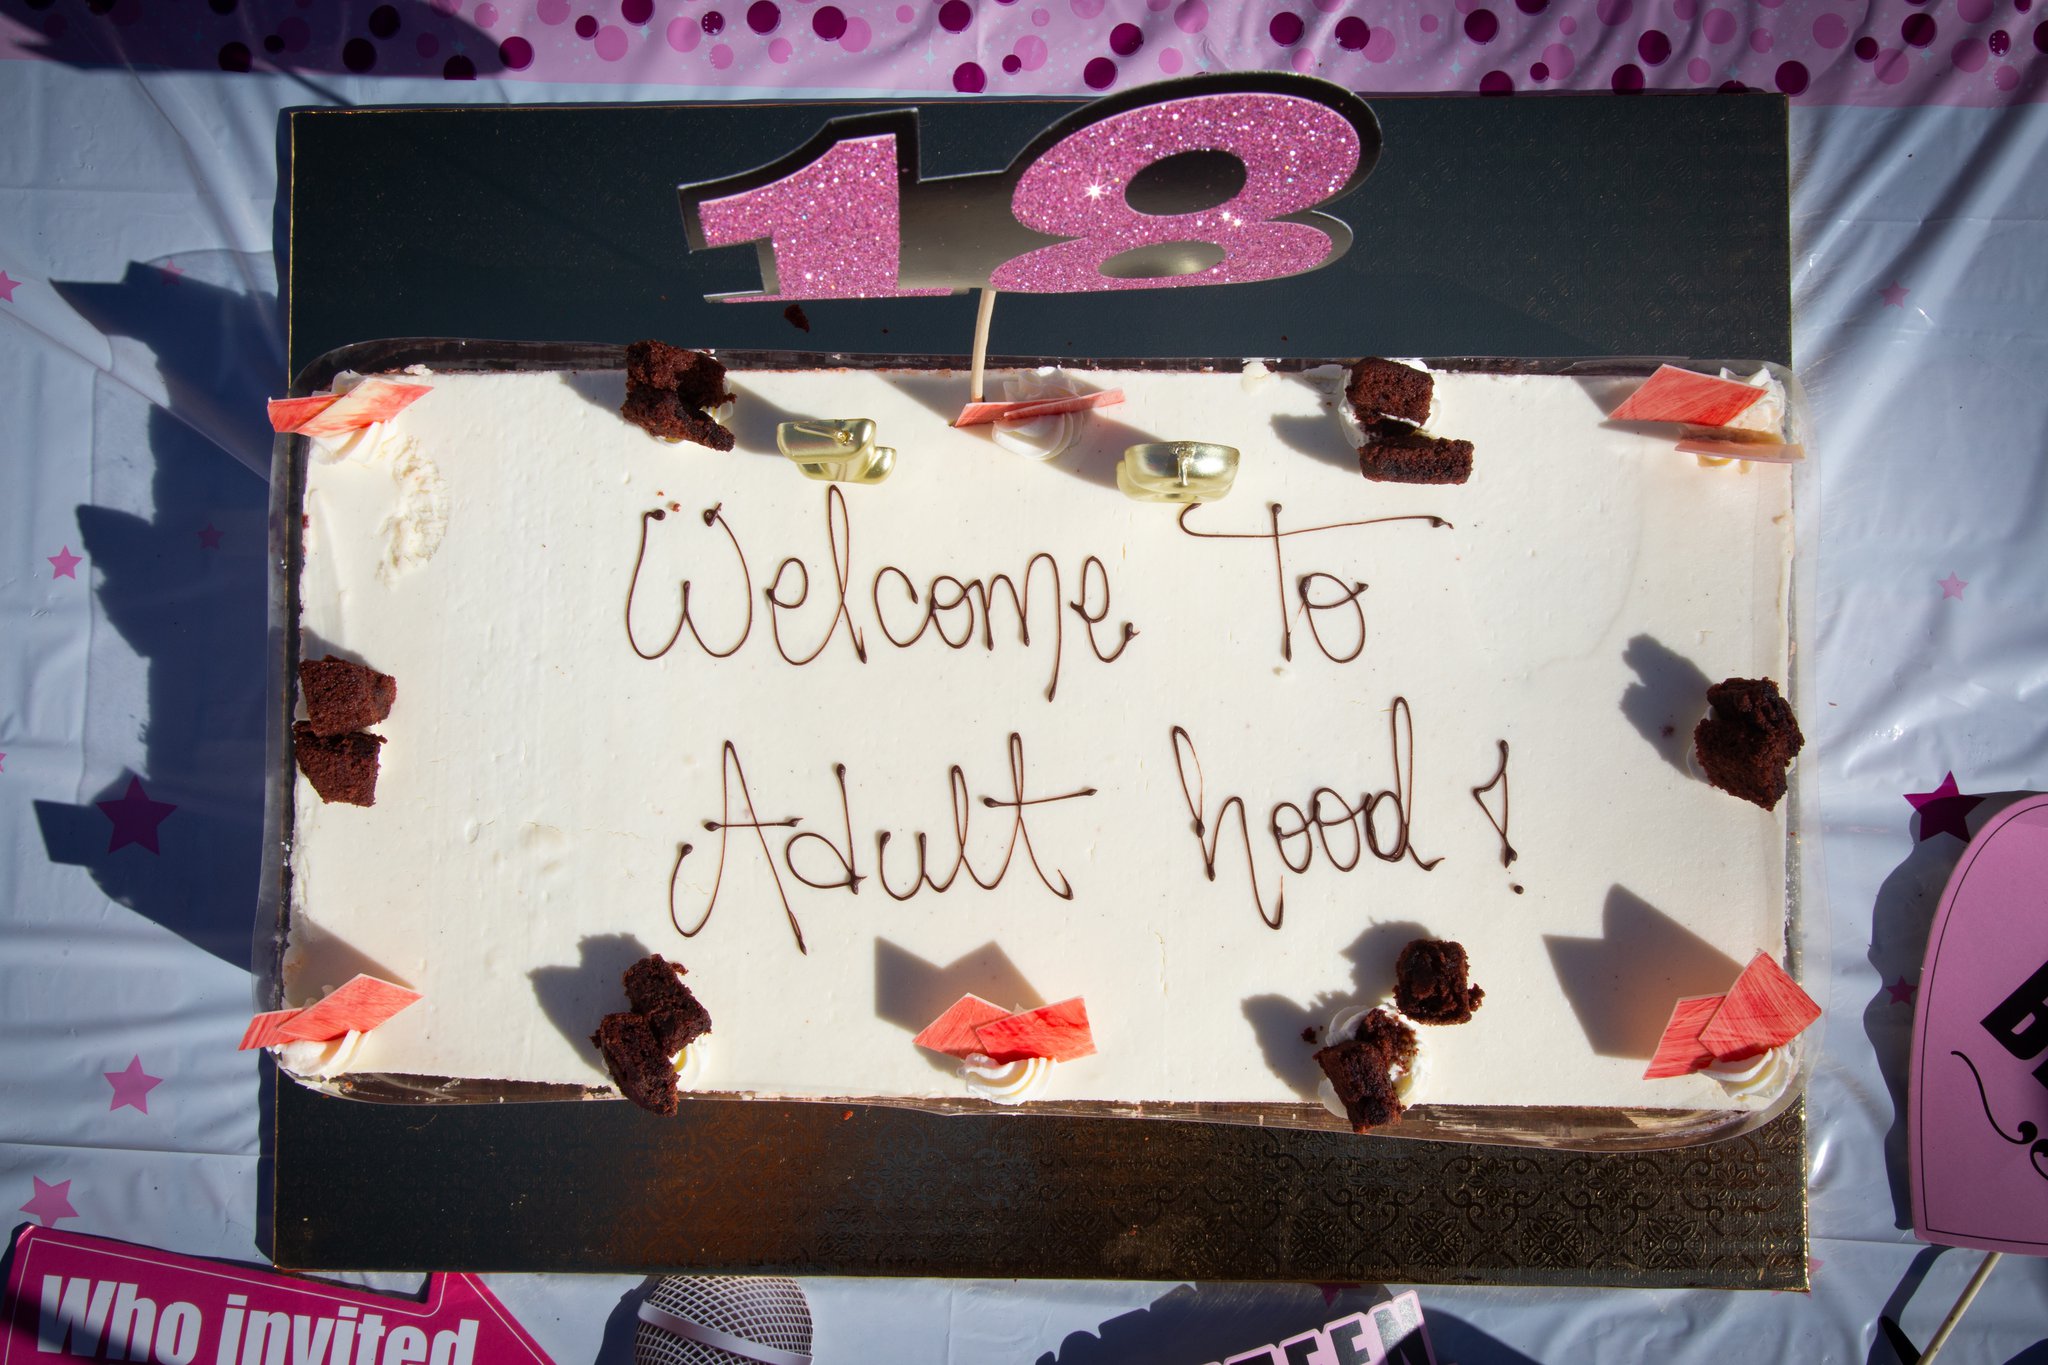 18
Welcome To
Adult hood!
Who invited